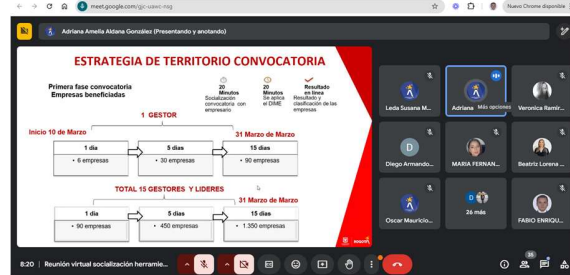 meet.google.com/gjc-uawc-nsg
Nuevo Chrome disponible
Adriana Amelia Aldana González (Presentando y anotando)
ESTRATEGIA DE TERRITORIO CONVOCATORIA
Primera fase convocatoria
Empresas beneficiadas
20
Minutos
Socialización
convocatoria con
empresario
20
Minutos
Se aplica
el DIME
Resultado
en línea
Resultado y
clasificación de las
empresas
1 GESTOR
Inicio 10 de Marzo
31 Marzo de Marzo
1 día
5 días
15 días
• 6 empresas
• 30 empresas
• 90 empresas
TOTAL 15 GESTORES Y LIDERES
31 Marzo de Marzo
1 día
5 días
15 días
• 90 empresas
• 450 empresas
• 1.350 empresas
BOGOTÁ
Leda Susana M...
Adriana
Más opciones
Veronica Ramir...
D
Diego Armando...
MARIA FERNAN...
Beatriz Lorena ...
Oscar Mauricio...
D
26 más
FABIO ENRIQU...
8:20 | Reunión virtual socialización herramie...
35